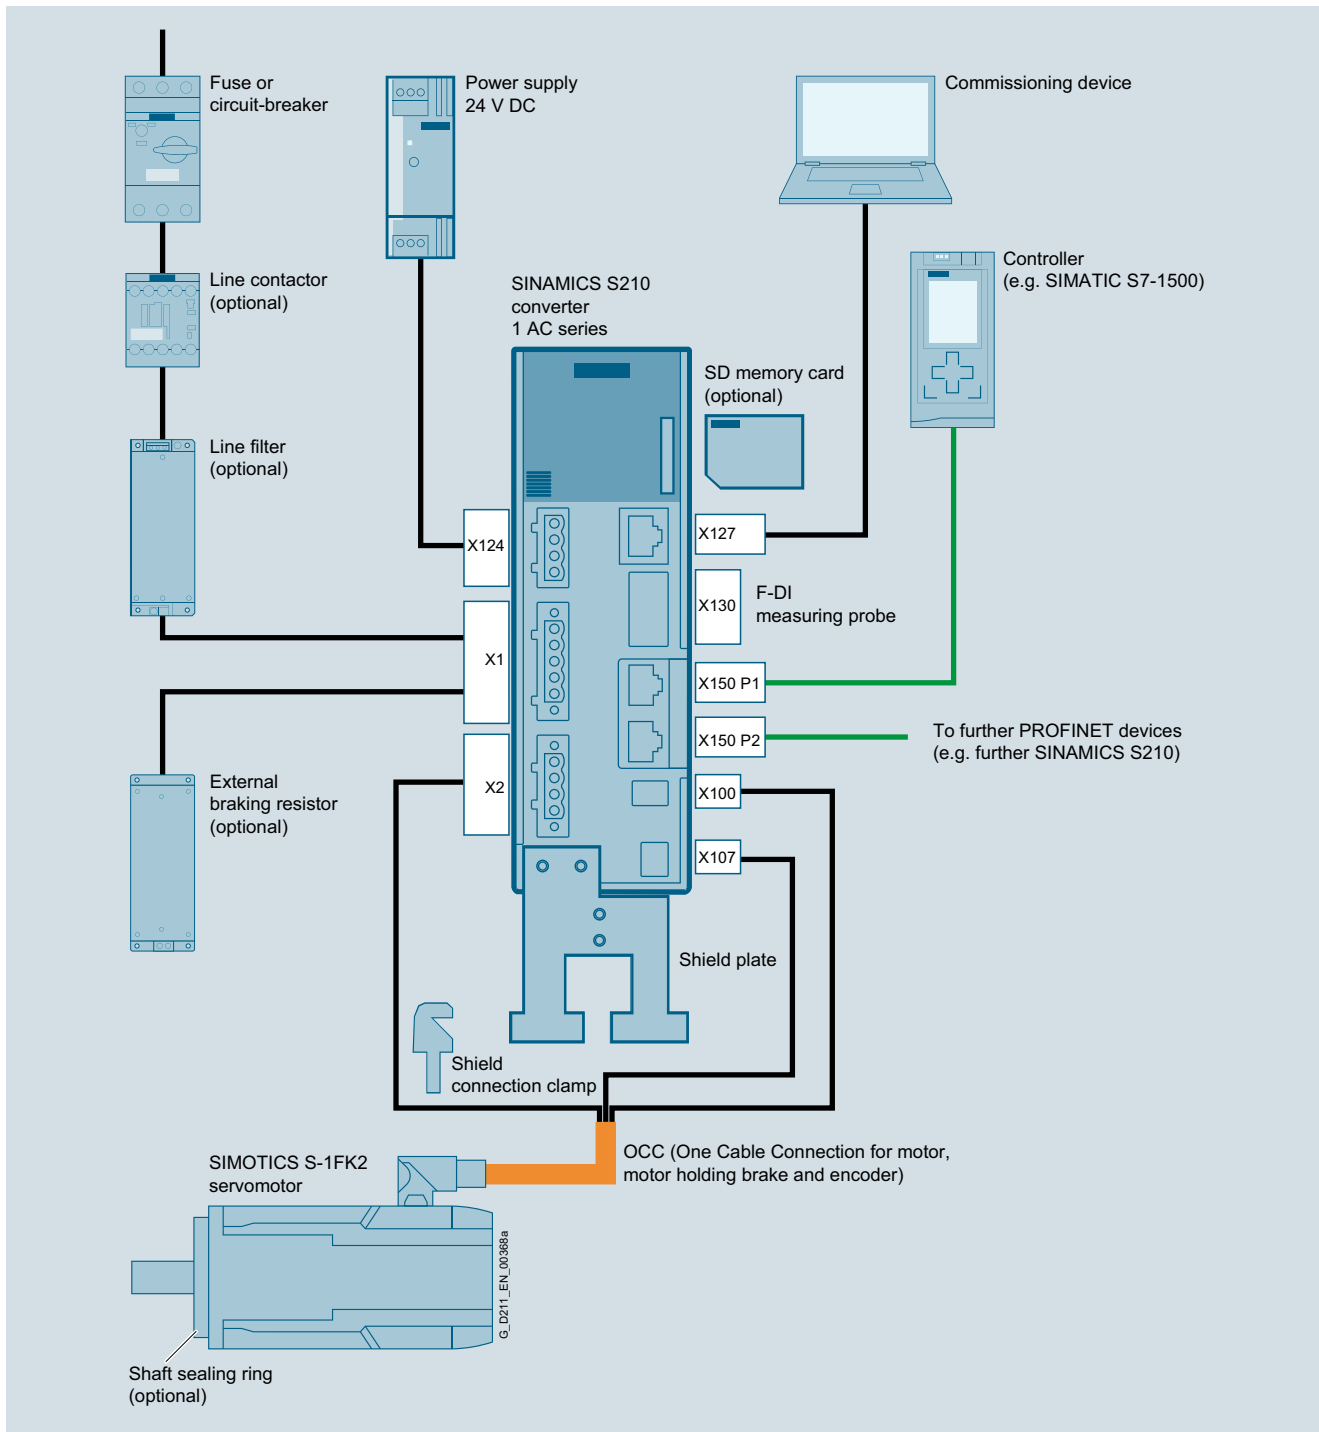 Fuse or
circuit-breaker
Power supply
24 V DC
Commissioning device
Line contactor
(optional)
SINAMICS S210
converter
1 AC series
Controller
(e.g. SIMATIC S7-1500)
SD memory card
(optional)
Line filter
(optional)
X124
X127
X130
F-DI
measuring probe
X1
X150 P1
X150 P2
To further PROFINET devices
(e.g. further SINAMICS S210)
X2
X100
External
braking resistor
(optional)
X107
Shield plate
Shield
connection clamp
OCC (One Cable Connection for motor,
motor holding brake and encoder)
SIMOTICS S-1FK2
servomotor
G_D211_EN_00368a
Shaft sealing ring
(optional)